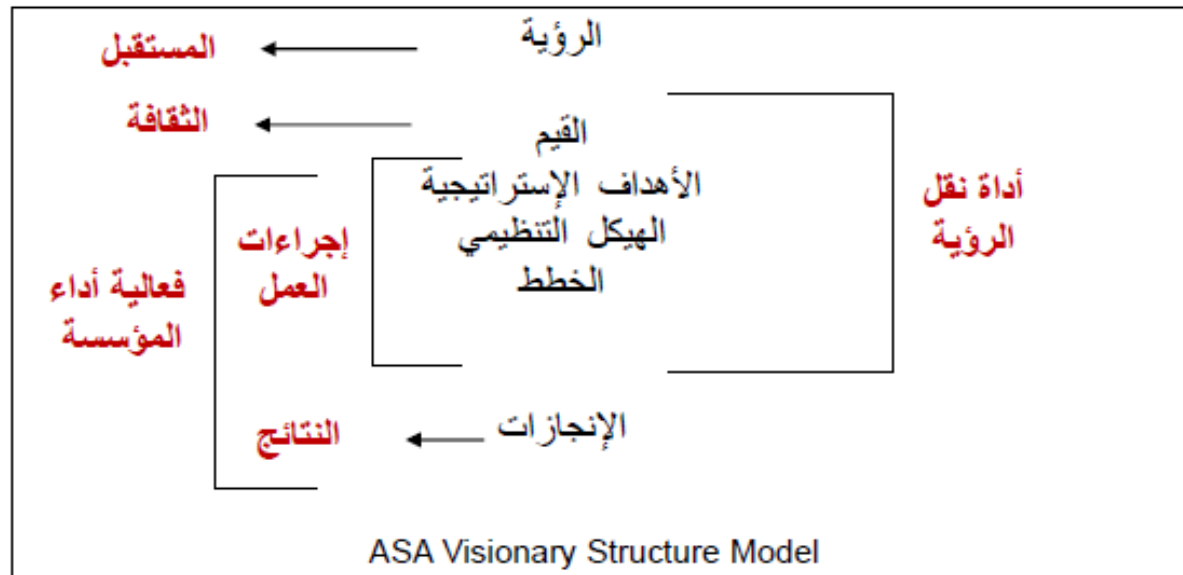 الرؤية
المستقبل
القيم
الثقافة
الأهداف الإستراتيجية
الهيكل التنظيمي
الخطط
أداة نقل
الرؤية
إجراءات
العمل
فعالية أداء
المؤسسة
الإنجازات
النتائج
ASA Visionary Structure Model